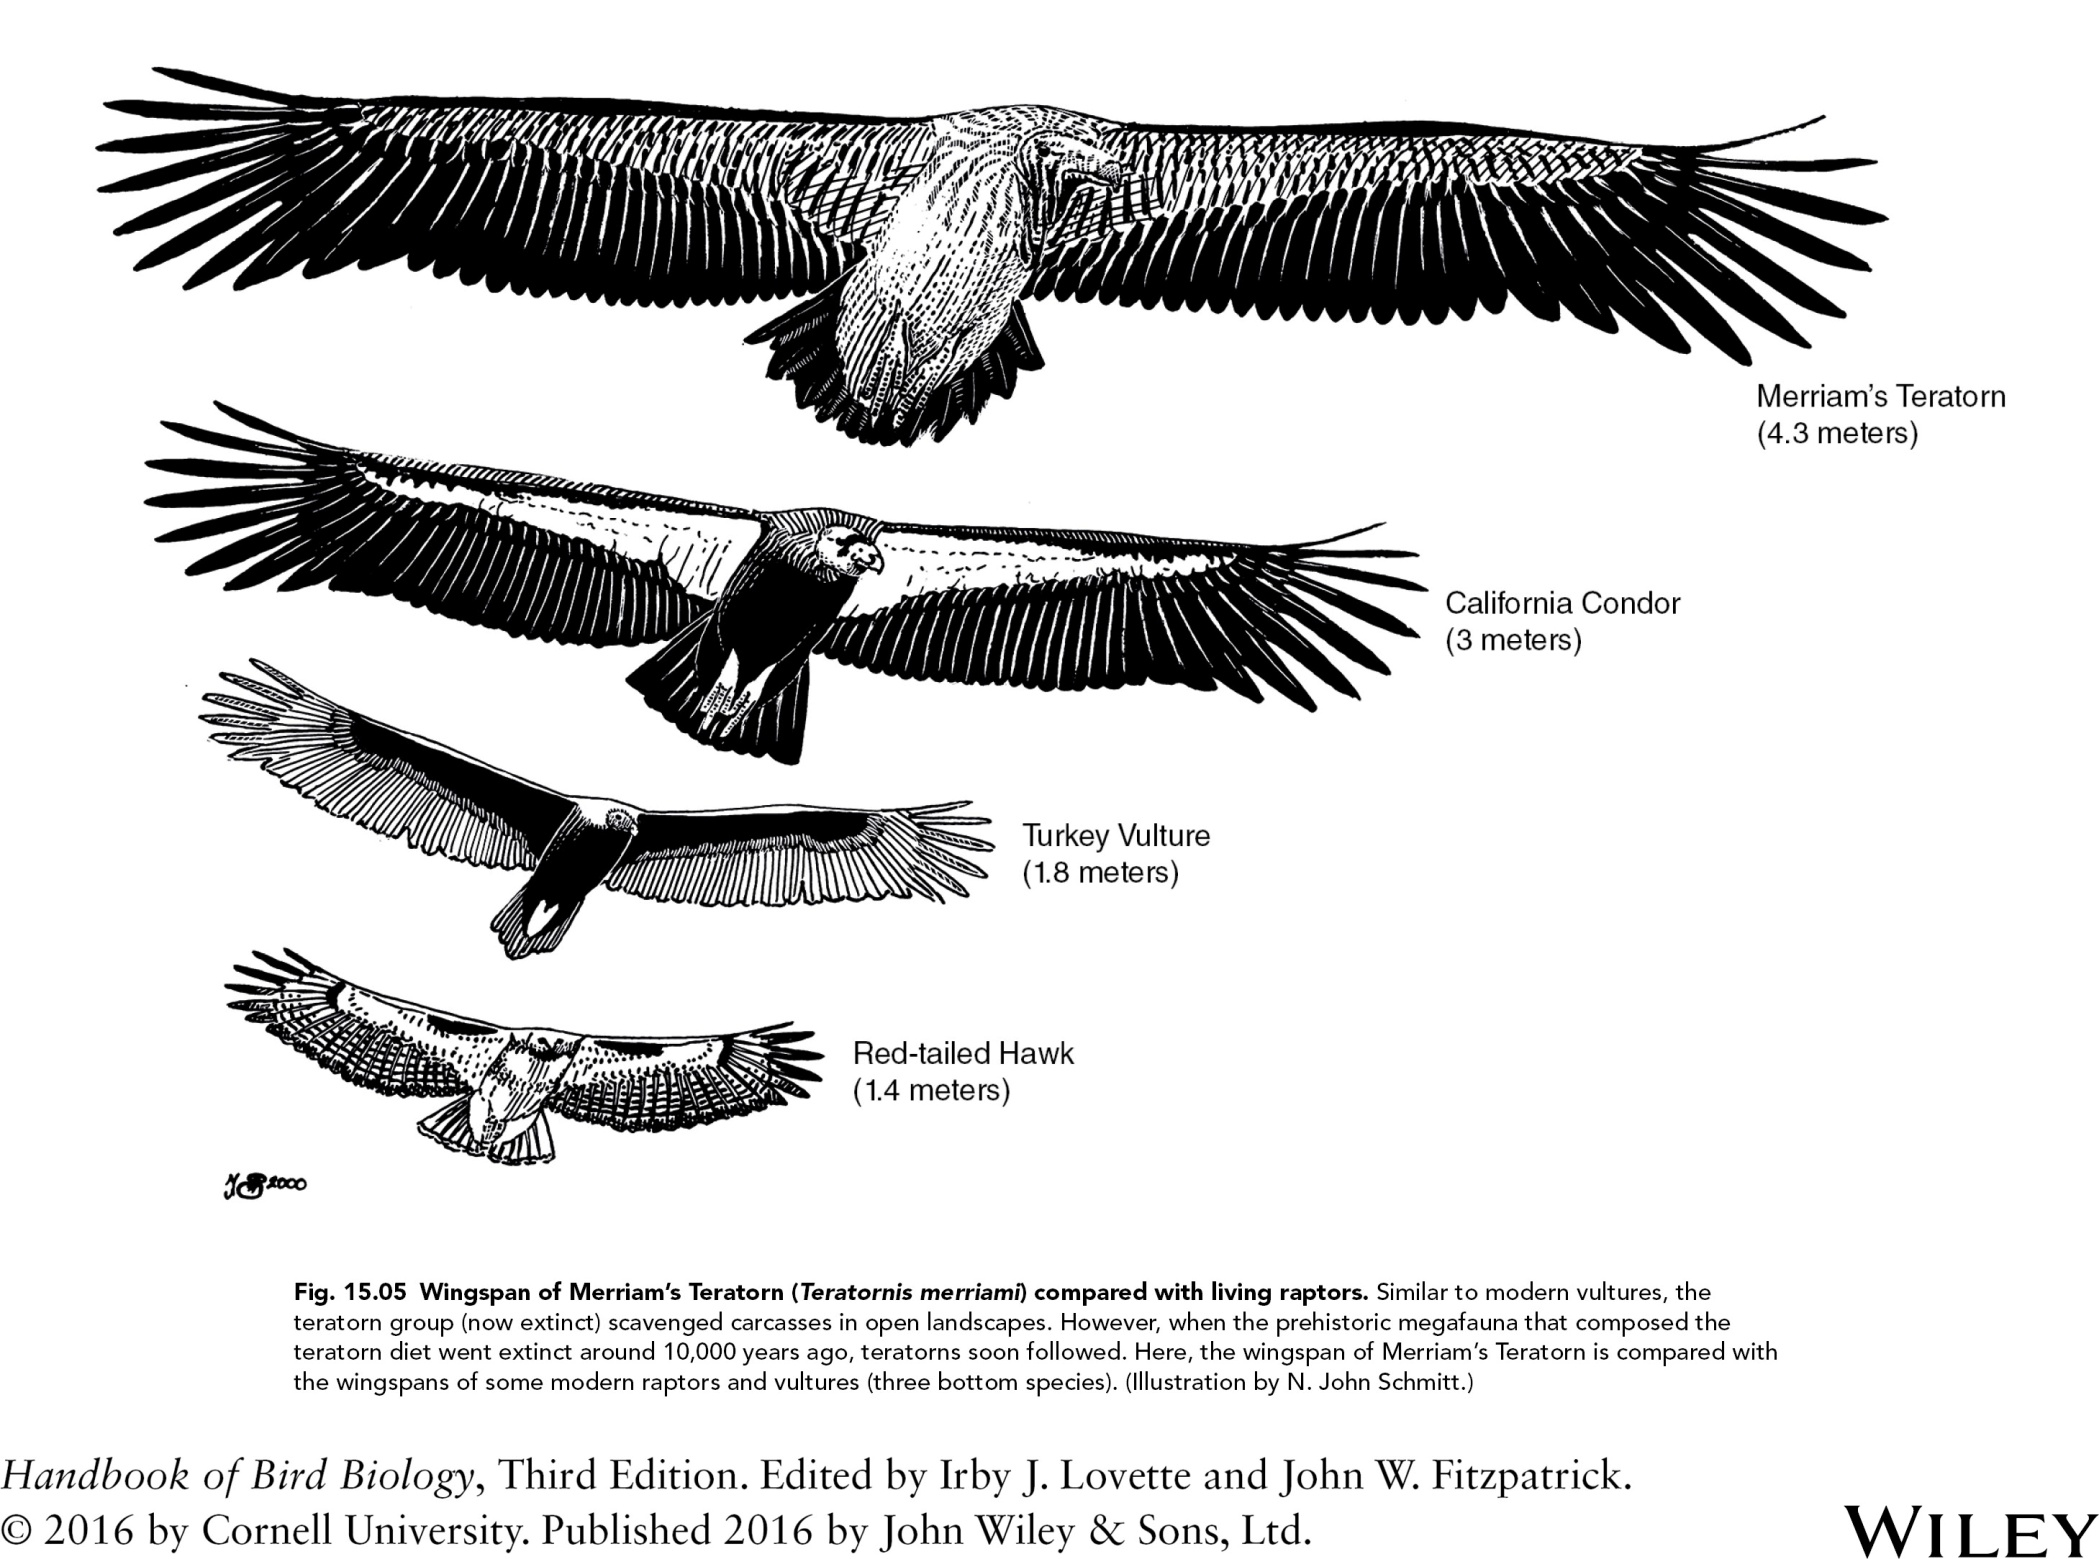 Merriam’s Teratorn
(4.3 meters)
California Condor
(3 meters)
Turkey Vulture
(1.8 meters)
Red-tailed Hawk
(1.4 meters)
2000
Fig. 15.05 Wingspan of Merriam’s Teratorn (Teratornis merriami) compared with living raptors. Similar to modern vultures, the
teratorn group (now extinct) scavenged carcasses in open landscapes. However, when the prehistoric megafauna that composed the
teratorn diet went extinct around 10,000 years ago, teratorns soon followed. Here, the wingspan of Merriam’s Teratorn is compared with
the wingspans of some modern raptors and vultures (three bottom species). (Illustration by N. John Schmitt.)
Handbook of Bird Biology, Third Edition. Edited by Irby J. Lovette and John W. Fitzpatrick.
© 2016 by Cornell University. Published 2016 by John Wiley & Sons, Ltd.
WILEY